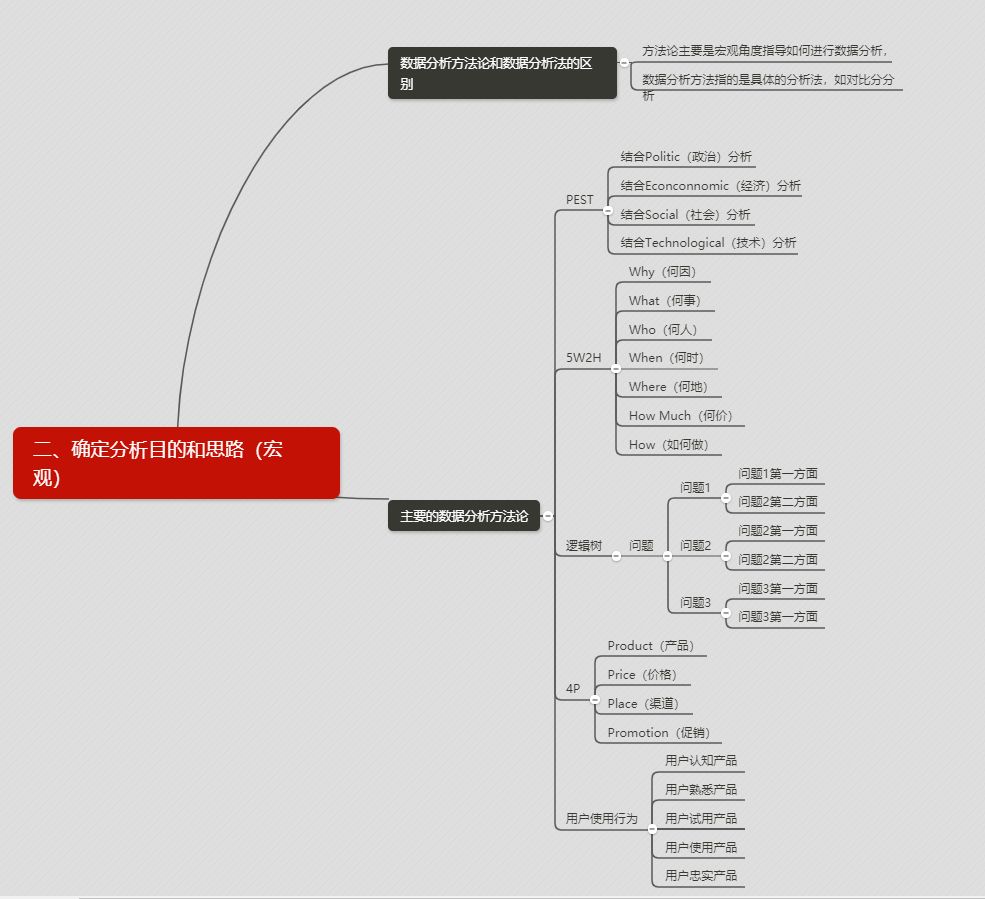 数据分析方法论和数据分析法的区
别
方法论主要是宏观角度指导如何进行数据分析，
数据分析方法指的是具体的分析法，如对比分分
析
二、确定分析目的和思路（宏
观）
主要的数据分析方法论
PEST
结合Politic（政治）分析
结合Econconnomic（经济）分析
结合Social（社会）分析
结合Technological（技术）分析
5W2H
Why（何因）
What（何事）
Who（何人）
When（何时）
Where（何地）
How Much（何价）
How（如何做）
逻辑树
问题
问题1
问题1第一方面
问题2第二方面
问题2
问题2第一方面
问题2第二方面
问题3
问题3第一方面
问题3第一方面
4P
Product（产品）
Price（价格）
Place（渠道）
Promotion（促销）
用户使用行为
用户认知产品
用户熟悉产品
用户试用产品
用户使用产品
用户忠实产品